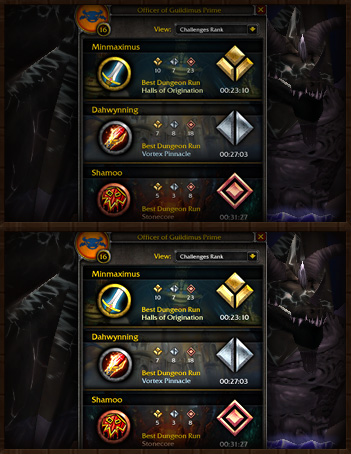 Officer of Guildimus Prime
16
View: Challenges Rank
Minmaximus
10 7 23
Best Dungeon Run
Halls of Origination 00:23:10
Dahwynning
7 8 18
Best Dungeon Run
Vortex Pinnacle 00:27:03
Shamoo
5 3 8
Best Dungeon Run
Stonecore 00:31:27
Officer of Guildimus Prime
16
View: Challenges Rank
Minmaximus
10 7 23
Best Dungeon Run
Halls of Origination 00:23:10
Dahwynning
7 8 18
Best Dungeon Run
Vortex Pinnacle 00:27:03
Shamoo
5 3 8
Best Dungeon Run
Stonecore 00:31:27